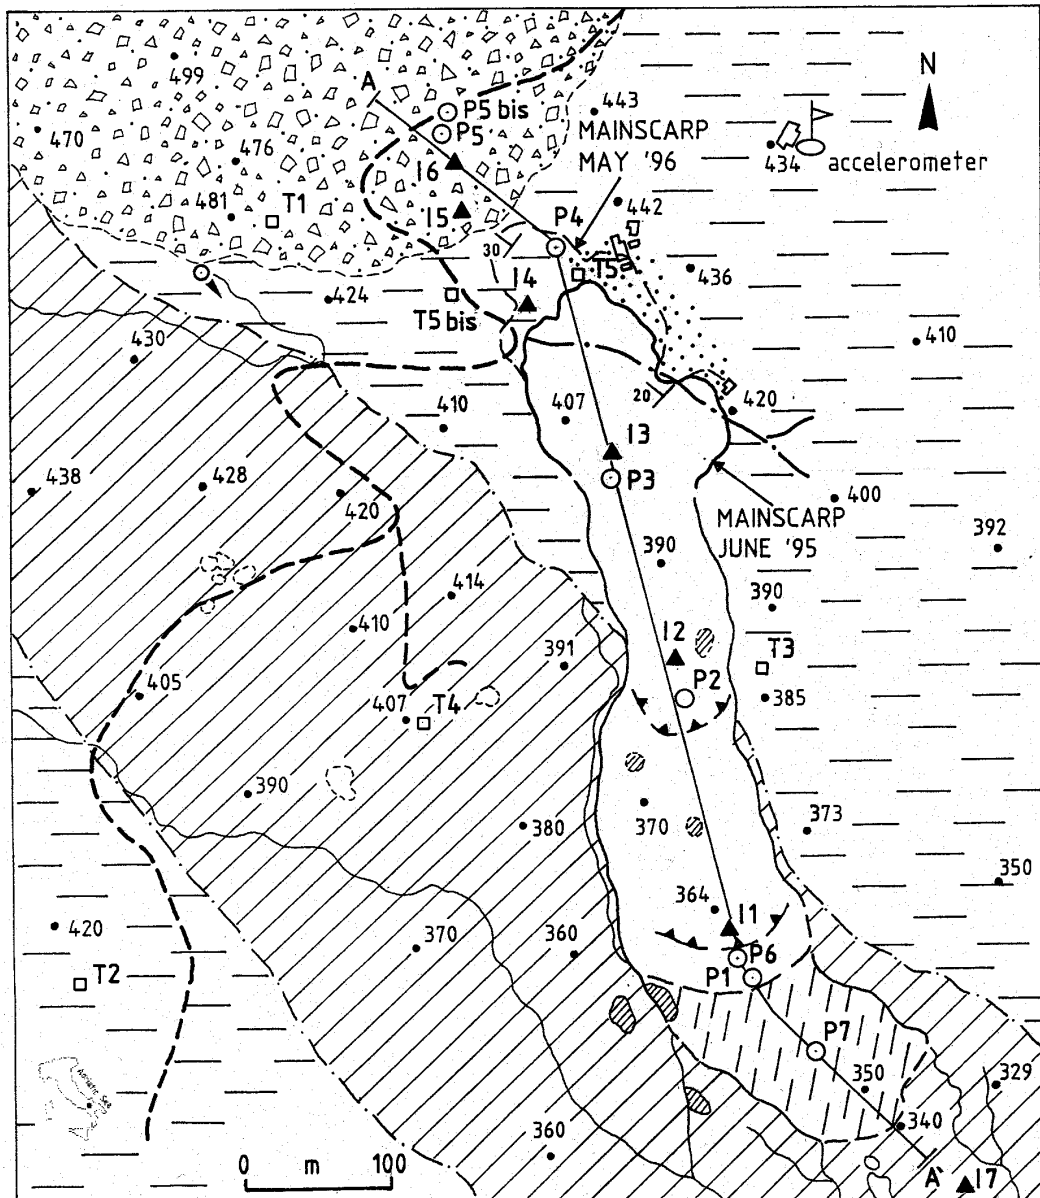 499
A
P5 bis
443
N
470
P5
MAINSCARP
MAY '96
434
accelerometer
476
I6
481
T1
I5
442
P4
30
T5
436
424
I4
T5 bis
430
410
410
407
20
420
I3
438
428
420
P3
400
MAINSCARP
JUNE '95
392
390
390
414
410
391
I2
T3
405
P2
385
407
T4
390
370
373
380
350
364
I1
420
370
360
P6
T2
P1
P7
Adriatic Sea
350
329
340
360
0 m 100
A'
I7